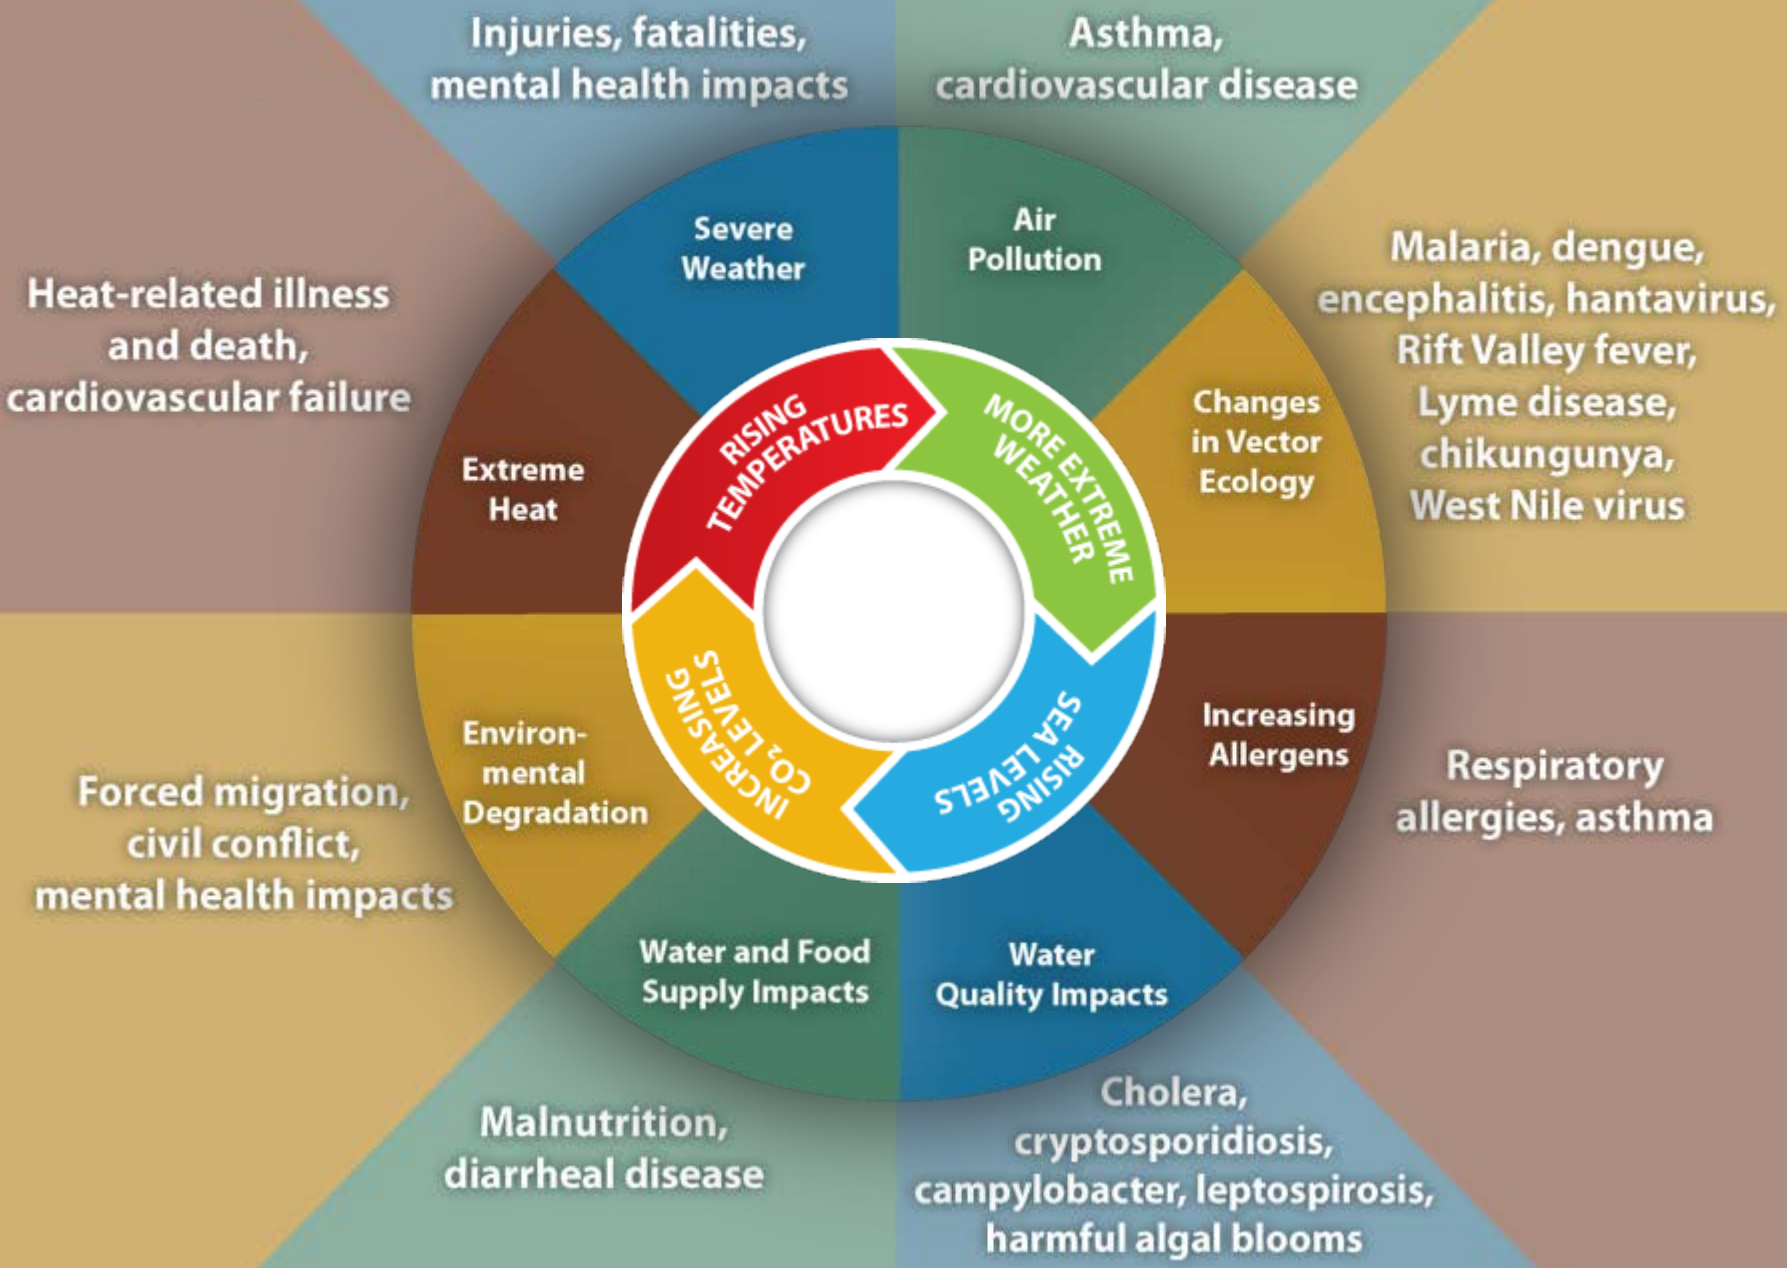 Injuries, fatalities,
mental health impacts
Asthma,
cardiovascular disease
Severe
Weather
Air
Pollution
Malaria, dengue,
encephalitis, hantavirus,
Rift Valley fever,
Lyme disease,
chikungunya,
West Nile virus
Heat-related illness
and death,
cardiovascular failure
Extreme
Heat
Changes
in Vector
Ecology
RISING
TEMPERATURES
MORE EXTREME
WEATHER
RISING
SEA LEVELS
INCREASING
CO₂ LEVELS
Environ-
mental
Degradation
Increasing
Allergens
Forced migration,
civil conflict,
mental health impacts
Respiratory
allergies, asthma
Water and Food
Supply Impacts
Water
Quality Impacts
Malnutrition,
diarrheal disease
Cholera,
cryptosporidiosis,
campylobacter, leptospirosis,
harmful algal blooms